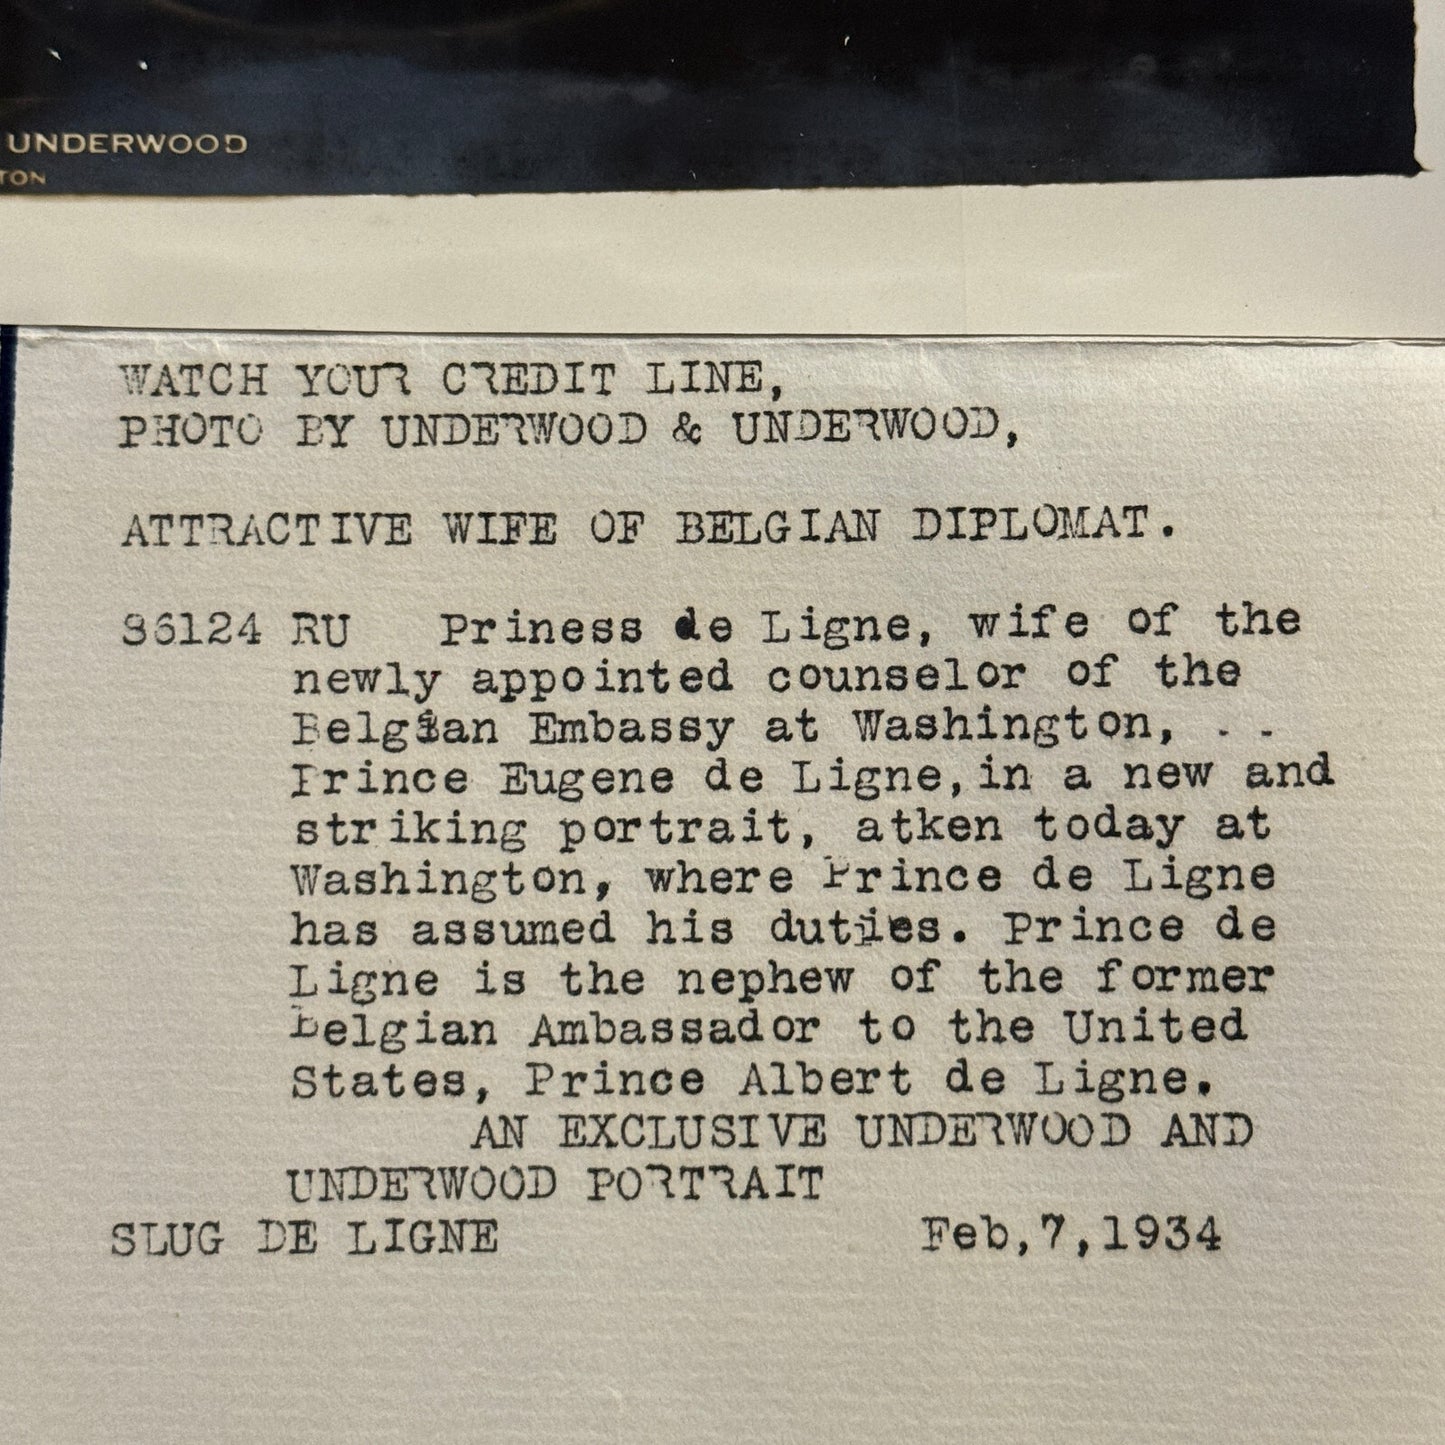 UNDERWOOD
TON
WATCH YOUR CREDIT LINE,
PHOTO BY UNDERWOOD & UNDERWOOD,
ATTRACTIVE WIFE OF BELGIAN DIPLOMAT.
86124 RU Priness de Ligne, wife of the
newly appointed counselor of the
Belgian Embassy at Washington, . .
Prince Eugene de Ligne,in a new and
striking portrait, atken today at
Washington, where Prince de Ligne
has assumed his duties. Prince de
Ligne is the nephew of the former
Belgian Ambassador to the United
States, Prince Albert de Ligne.
AN EXCLUSIVE UNDERWOOD AND
UNDERWOOD PORTRAIT
SLUG DE LIGNE Feb,7,1934